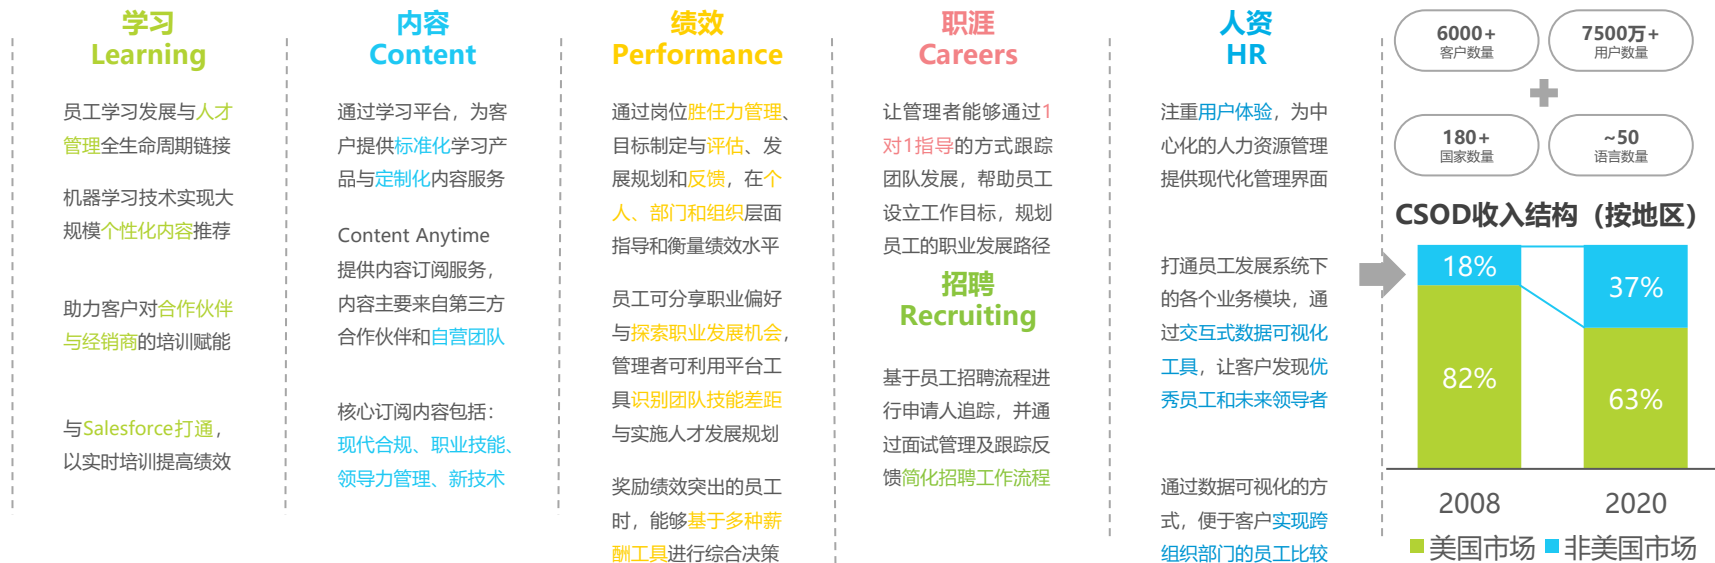 学习
Learning
员工学习发展与人才
管理全生命周期链接
机器学习技术实现大
规模个性化内容推荐
助力客户对合作伙伴
与经销商的培训赋能
与Salesforce打通，
以实时培训提高绩效
内容
Content
通过学习平台，为客
户提供标准化学习产
品与定制化内容服务
Content Anytime
提供内容订阅服务，
内容主要来自第三方
合作伙伴和自营团队
核心订阅内容包括：
现代合规、职业技能、
领导力管理、新技术
绩效
Performance
通过岗位胜任力管理、
目标制定与评估、发
展规划和反馈，在个
人、部门和组织层面
指导和衡量绩效水平
员工可分享职业偏好
与探索职业发展机会，
管理者可利用平台工
具识别团队技能差距
与实施人才发展规划
奖励绩效突出的员工
时，能够基于多种薪
酬工具进行综合决策
职涯
Careers
让管理者能够通过1
对1指导的方式跟踪
团队发展，帮助员工
设立工作目标，规划
员工的职业发展路径
招聘
Recruiting
基于员工招聘流程进
行申请人追踪，并通
过面试管理及跟踪反
馈简化招聘工作流程
人资
HR
注重用户体验，为中
心化的人力资源管理
提供现代化管理界面
打通员工发展系统下
的各个业务模块，通
过交互式数据可视化
工具，让客户发现优
秀员工和未来领导者
通过数据可视化的方
式，便于客户实现跨
组织部门的员工比较
6000+
客户数量
7500万+
用户数量
180+
国家数量
~50
语言数量
CSOD收入结构（按地区）
18%
37%
82%
63%
2008
2020
美国市场
非美国市场